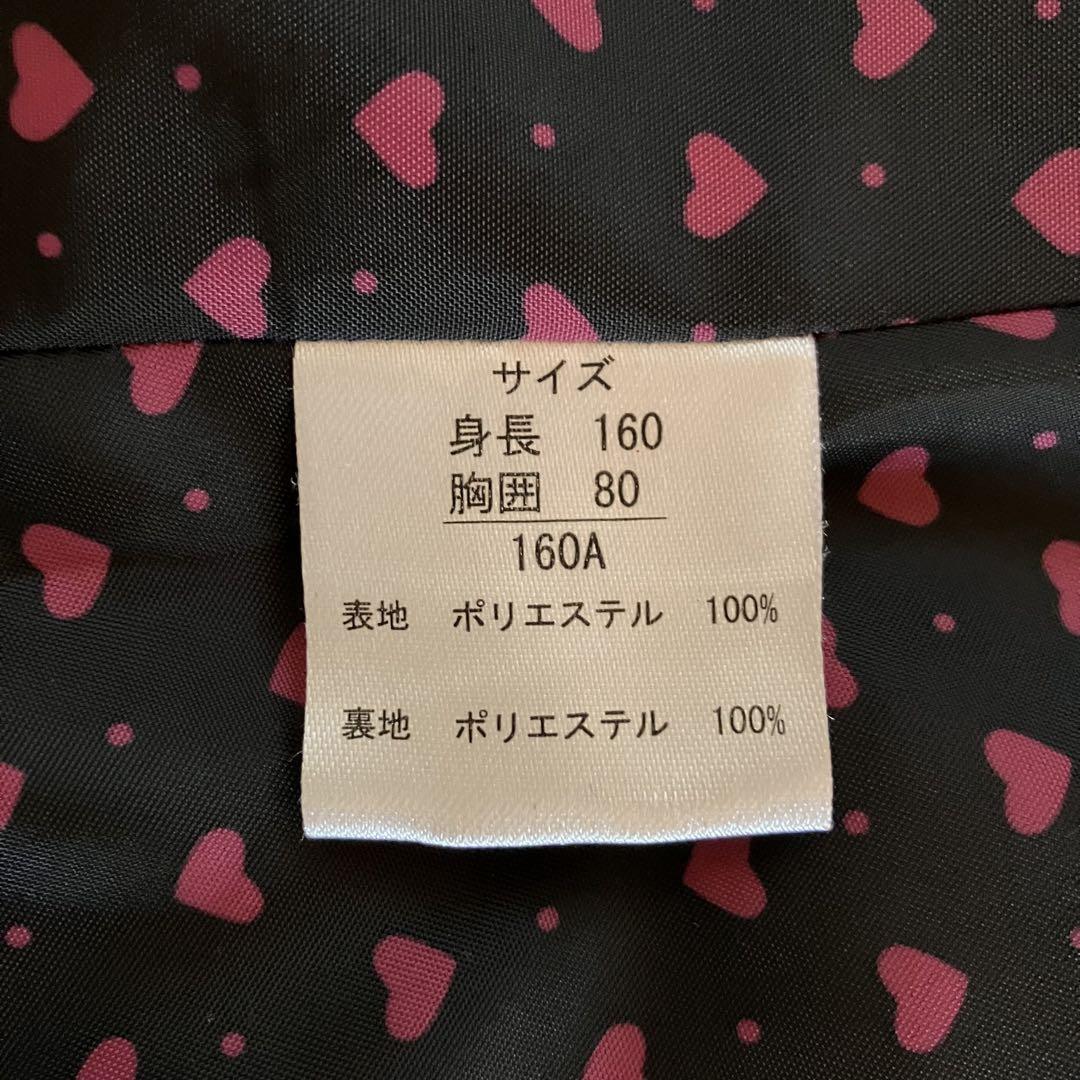 サイズ
身長 160
胸囲 80
160A
表地 ポリエステル 100%
裏地 ポリエステル 100%